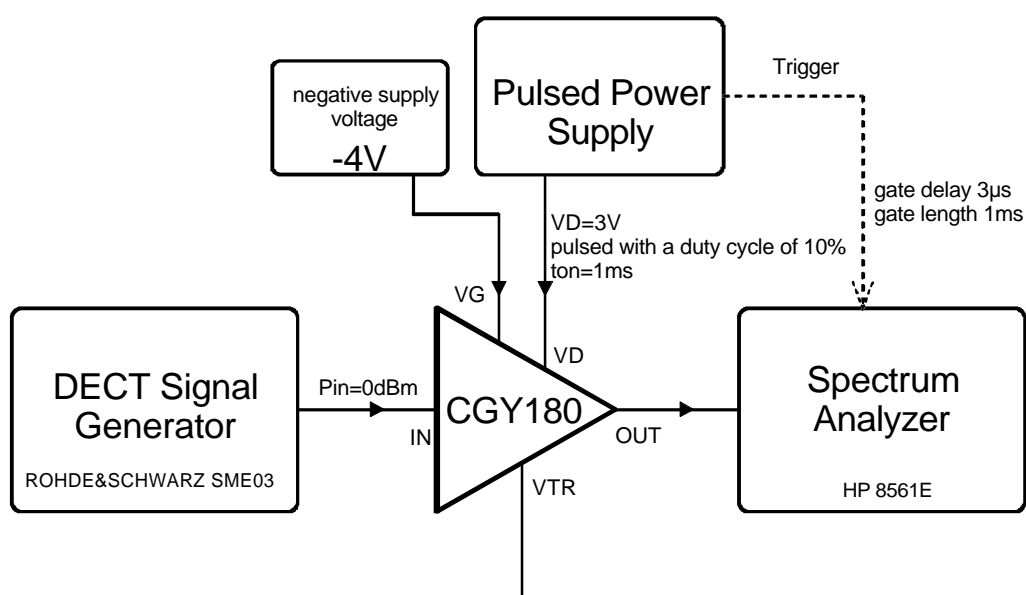 negative supply
voltage
-4V
Pulsed Power
Supply
Trigger
gate delay 3µs
gate length 1ms
VD=3V
pulsed with a duty cycle of 10%
ton=1ms
VG
VD
DECT Signal
Generator
ROHDE&SCHWARZ SME03
Pin=0dBm
IN
CGY180
OUT
VTR
Spectrum
Analyzer
HP 8561E